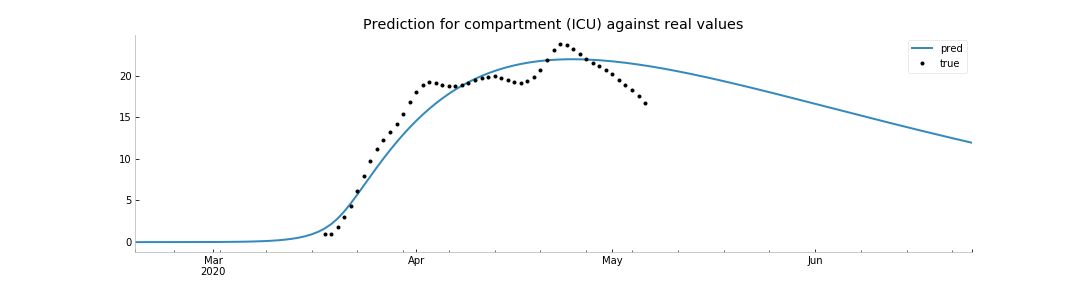 Prediction for compartment (ICU) against real values
pred
true
20
15
10
5
0
Mar
2020
Apr
May
Jun